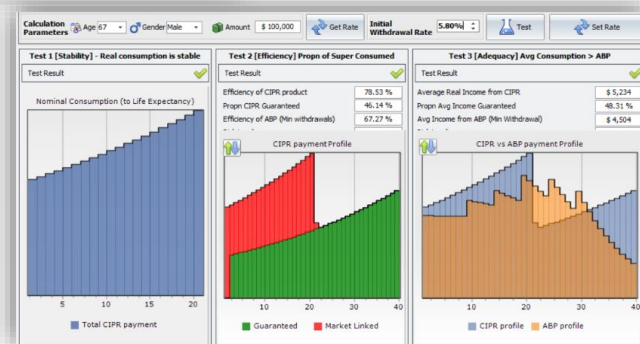 Calculation Parameters Age 67 Gender Male Amount $ 100,000 Get Rate Initial Withdrawal Rate 5.80% Test Set Rate
Test 1 [Stability] - Real consumption is stable
Test Result
Nominal Consumption (to Life Expectancy)
5 10 15 20
Total CIPR payment
Test 2 [Efficiency] Propn of Super Consumed
Test Result
Efficiency of CIPR product 78.53 %
Propn CIPR Guaranteed 46.14 %
Efficiency of ABP (Min withdrawals) 67.27 %
CIPR payment Profile
10 20 30 40
Guaranteed Market Linked
Test 3 [Adequacy] Avg Consumption > ABP
Test Result
Average Real Income from CIPR $ 5,234
Propn Avg Income Guaranteed 48.31 %
Avg Income from ABP (Min Withdrawal) $ 4,504
CIPR vs ABP payment Profile
10 20 30 40
CIPR profile ABP profile